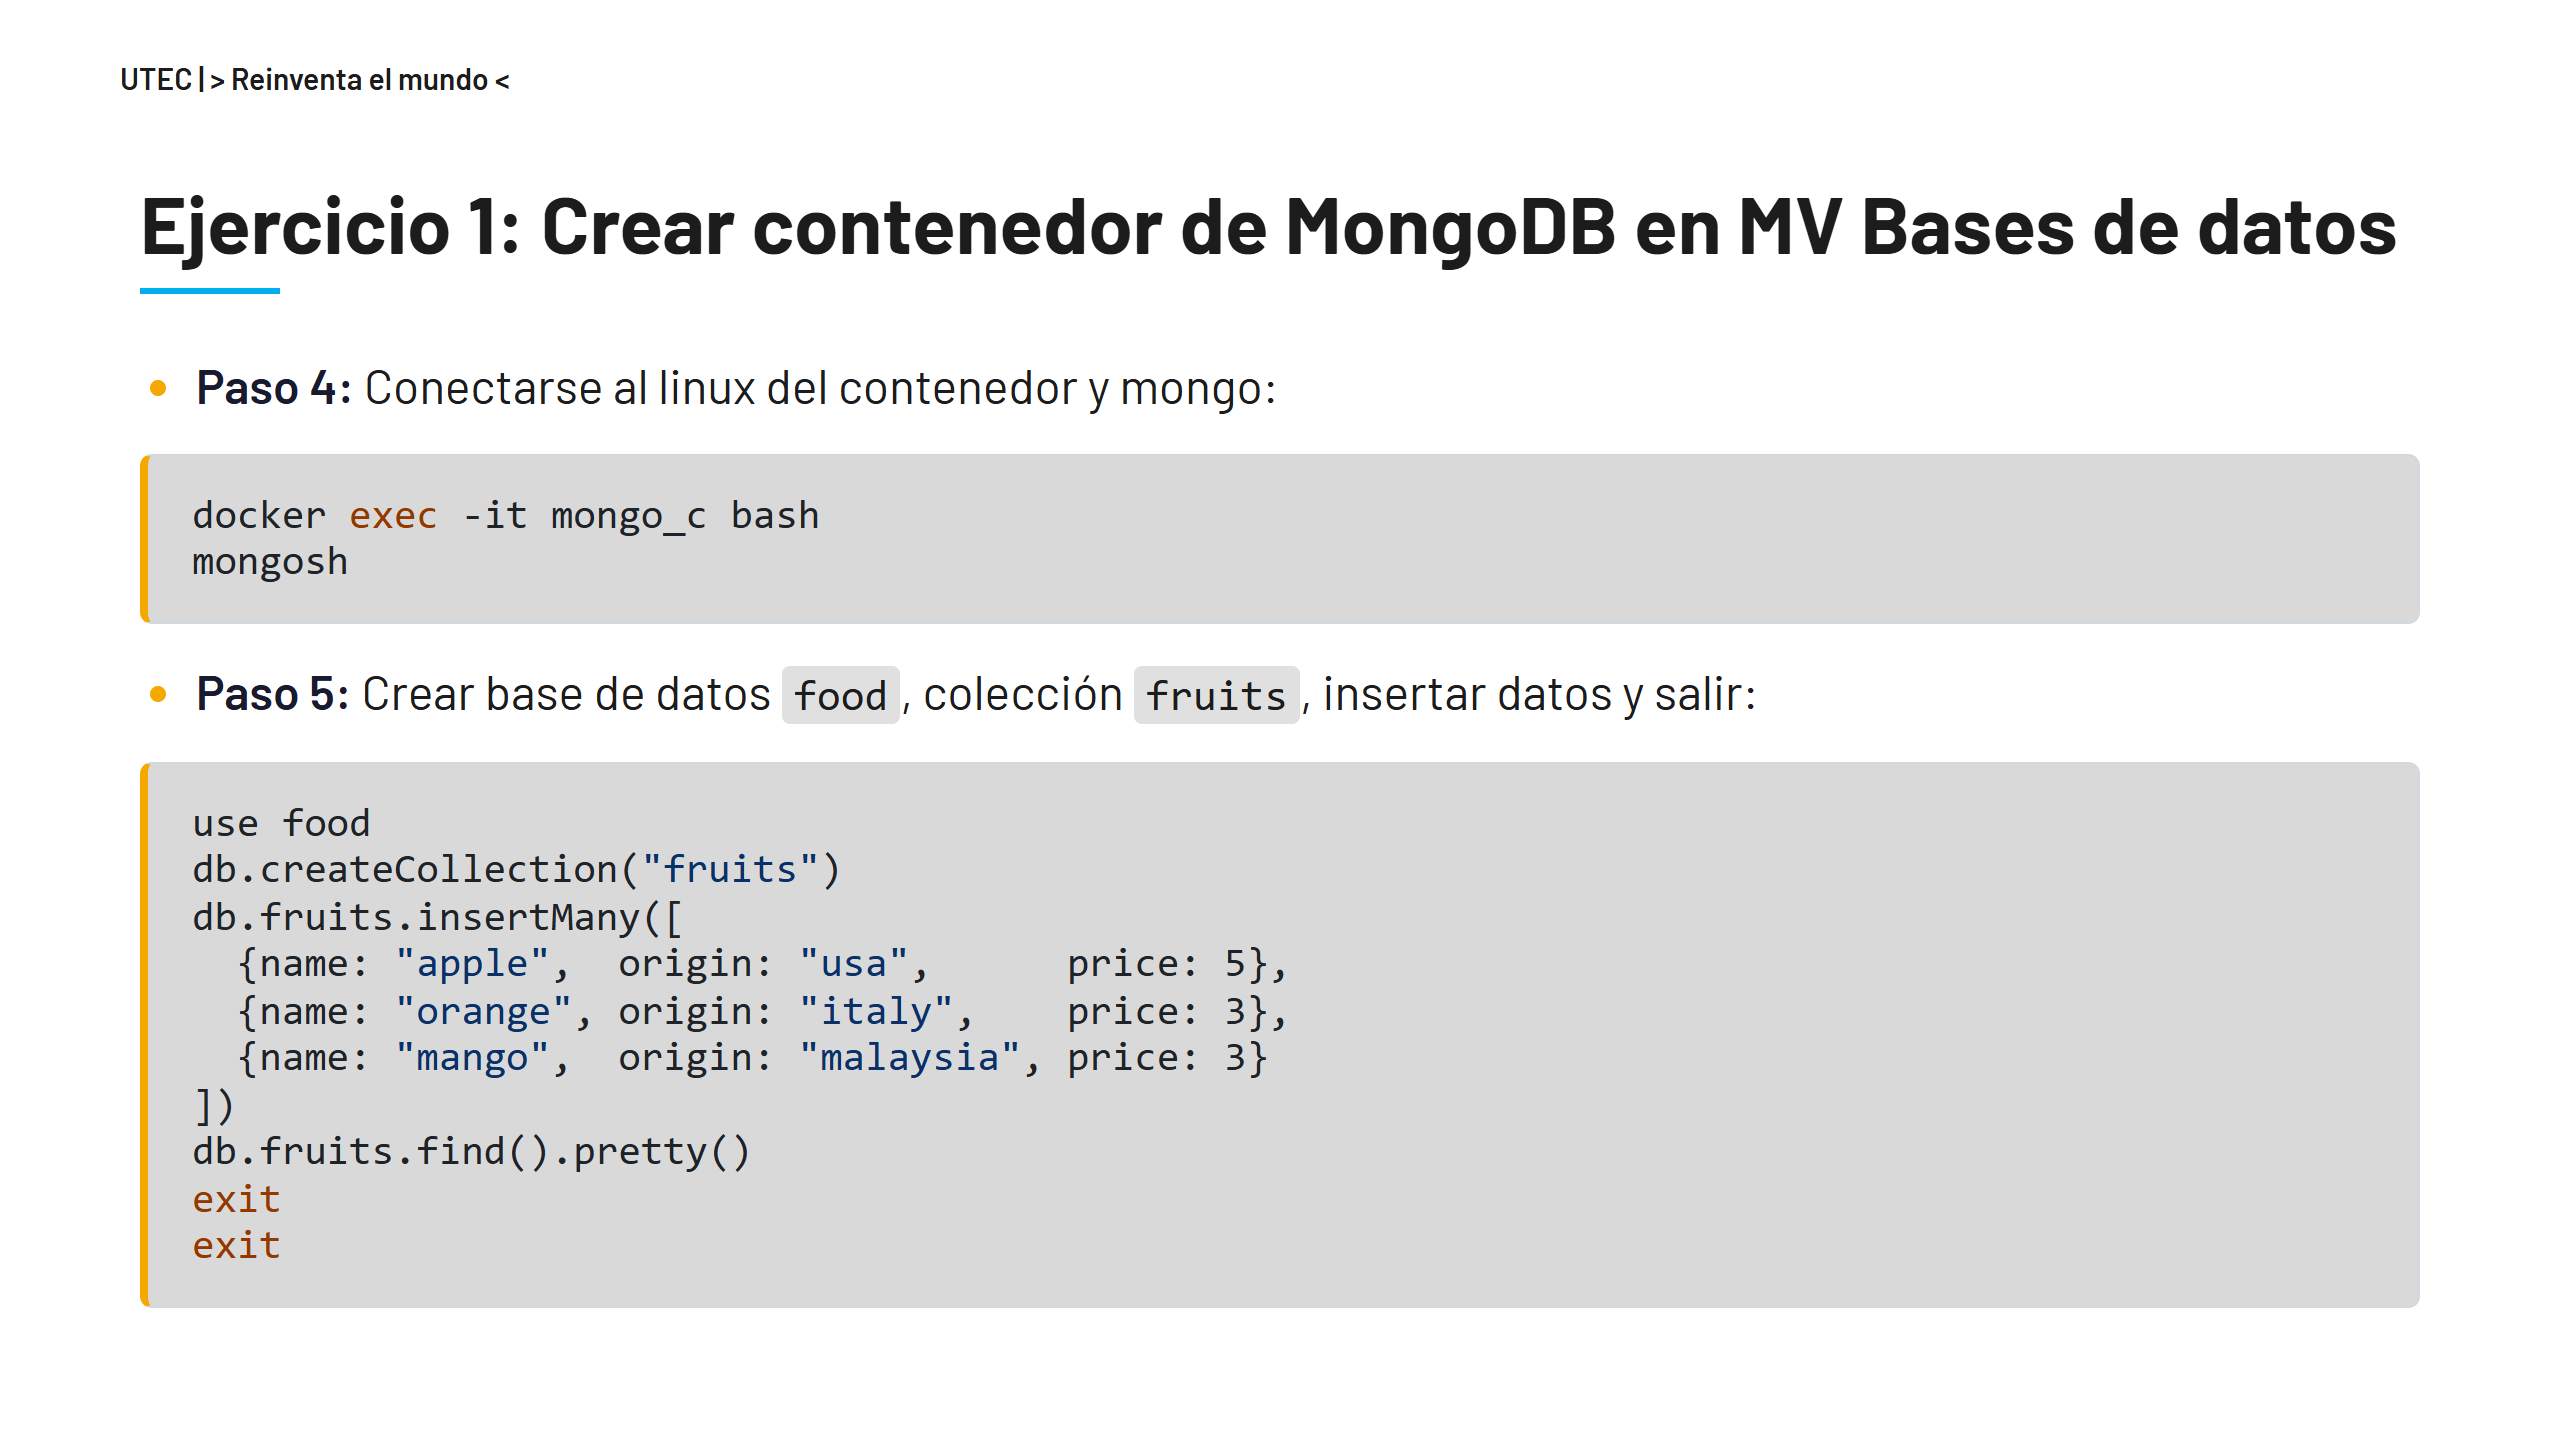 UTEC | > Reinventa el mundo <
Ejercicio 1: Crear contenedor de MongoDB en MV Bases de datos
• Paso 4: Conectarse al linux del contenedor y mongo:
docker exec -it mongo_c bash
mongosh
• Paso 5: Crear base de datos food, colección fruits, insertar datos y salir:
use food
db.createCollection("fruits")
db.fruits.insertMany([
  {name: "apple",  origin: "usa",      price: 5},
  {name: "orange", origin: "italy",    price: 3},
  {name: "mango",  origin: "malaysia", price: 3}
])
db.fruits.find().pretty()
exit
exit